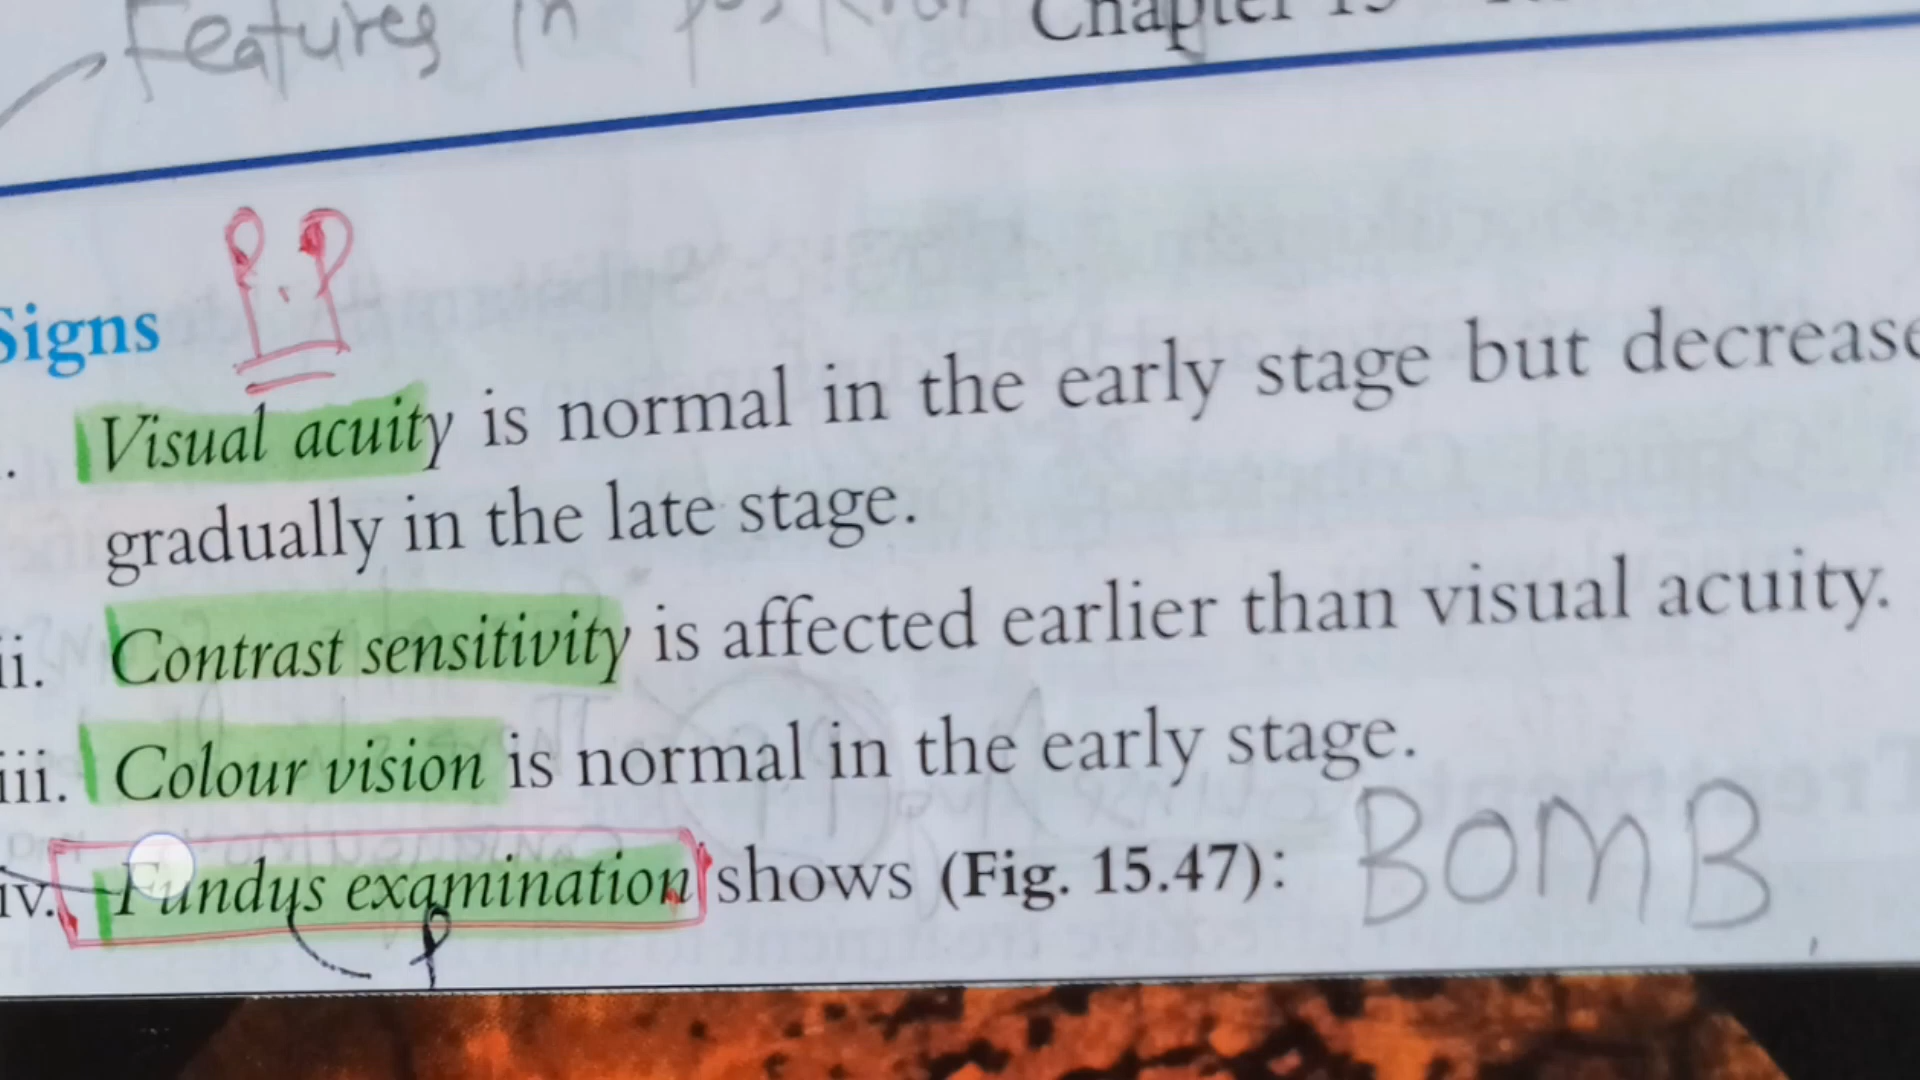 Features in
Chapter 15
Signs
Visual acuity is normal in the early stage but decrease
gradually in the late stage.
ii. Contrast sensitivity is affected earlier than visual acuity.
iii. Colour vision is normal in the early stage.
iv. Fundus examination shows (Fig. 15.47): BOMB